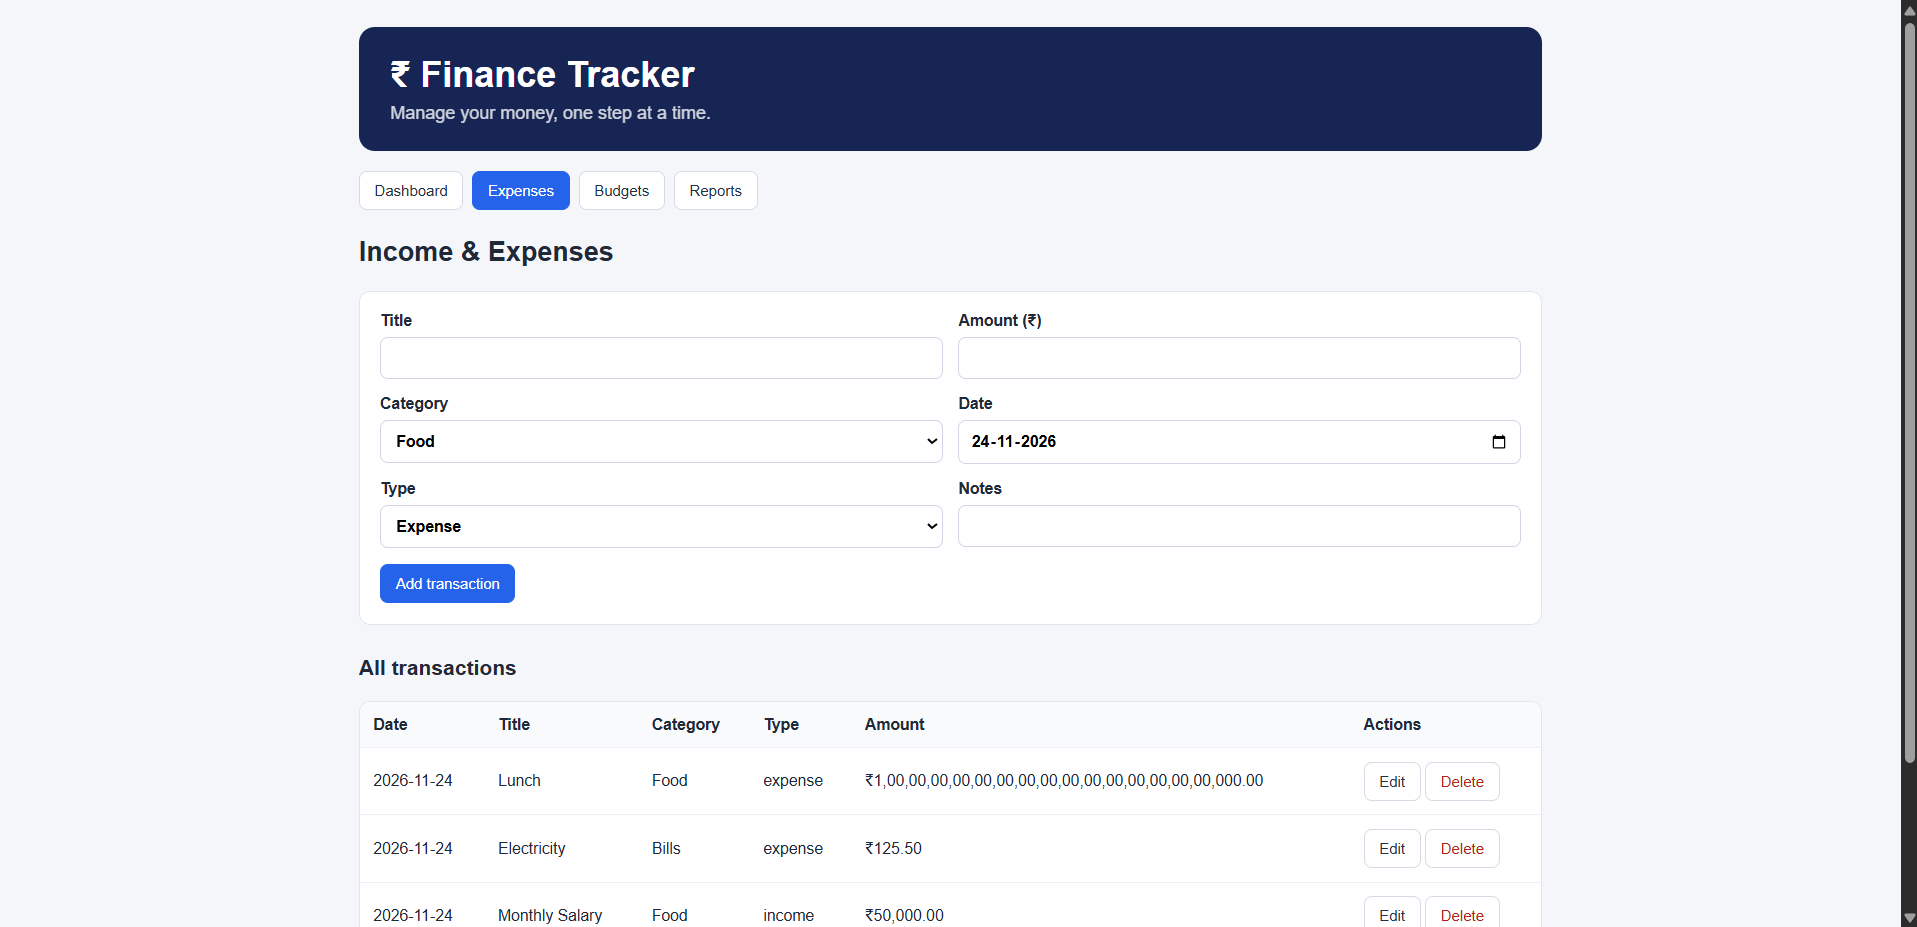 ₹ Finance Tracker
Manage your money, one step at a time.
Dashboard Expenses Budgets Reports
Income & Expenses
Title Amount (₹)
Category Date
Food 24-11-2026
Type Notes
Expense
Add transaction
All transactions
Date Title Category Type Amount Actions
2026-11-24 Lunch Food expense ₹1,00,00,00,00,00,00,00,00,00,00,00,00,00,00,00,000.00 Edit Delete
2026-11-24 Electricity Bills expense ₹125.50 Edit Delete
2026-11-24 Monthly Salary Food income ₹50,000.00 Edit Delete